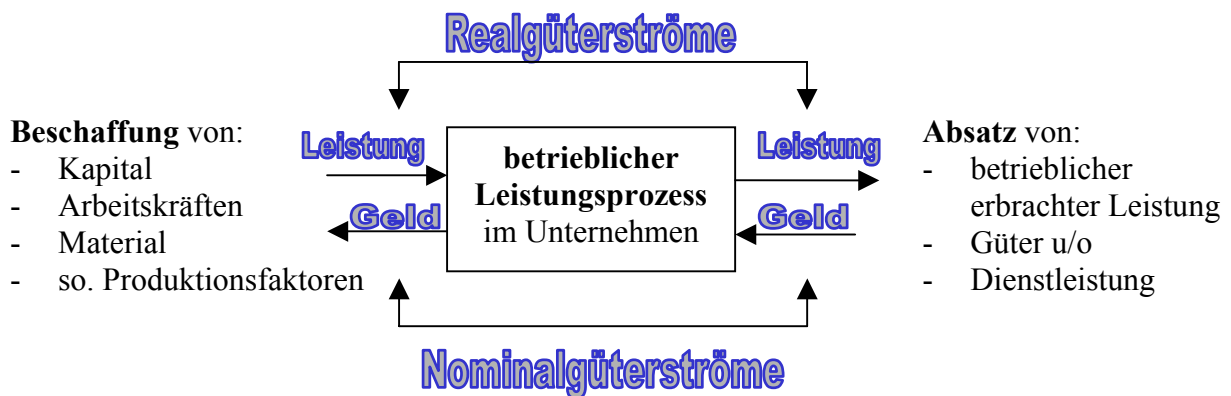 Realgüterströme
Beschaffung von:
- Kapital
- Arbeitskräften
- Material
- so. Produktionsfaktoren
Leistung
Geld
betrieblicher
Leistungsprozess
im Unternehmen
Leistung
Geld
Absatz von:
- betrieblicher
erbrachter Leistung
- Güter u/o
- Dienstleistung
Nominalgüterströme